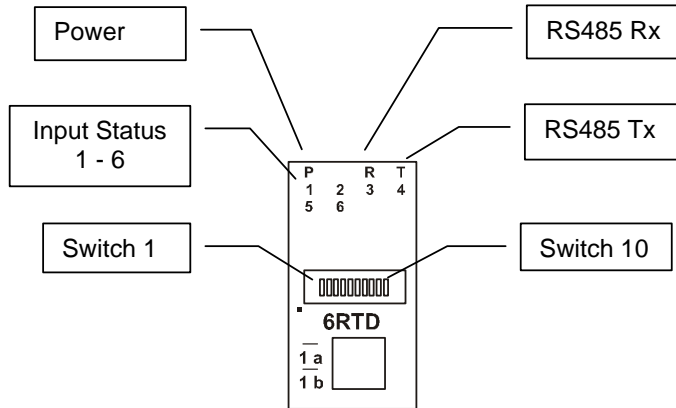 Power
RS485 Rx
Input Status
1 - 6
RS485 Tx
P R T
1 2 3 4
5 6
Switch 1
Switch 10
6RTD
1 a
1 b